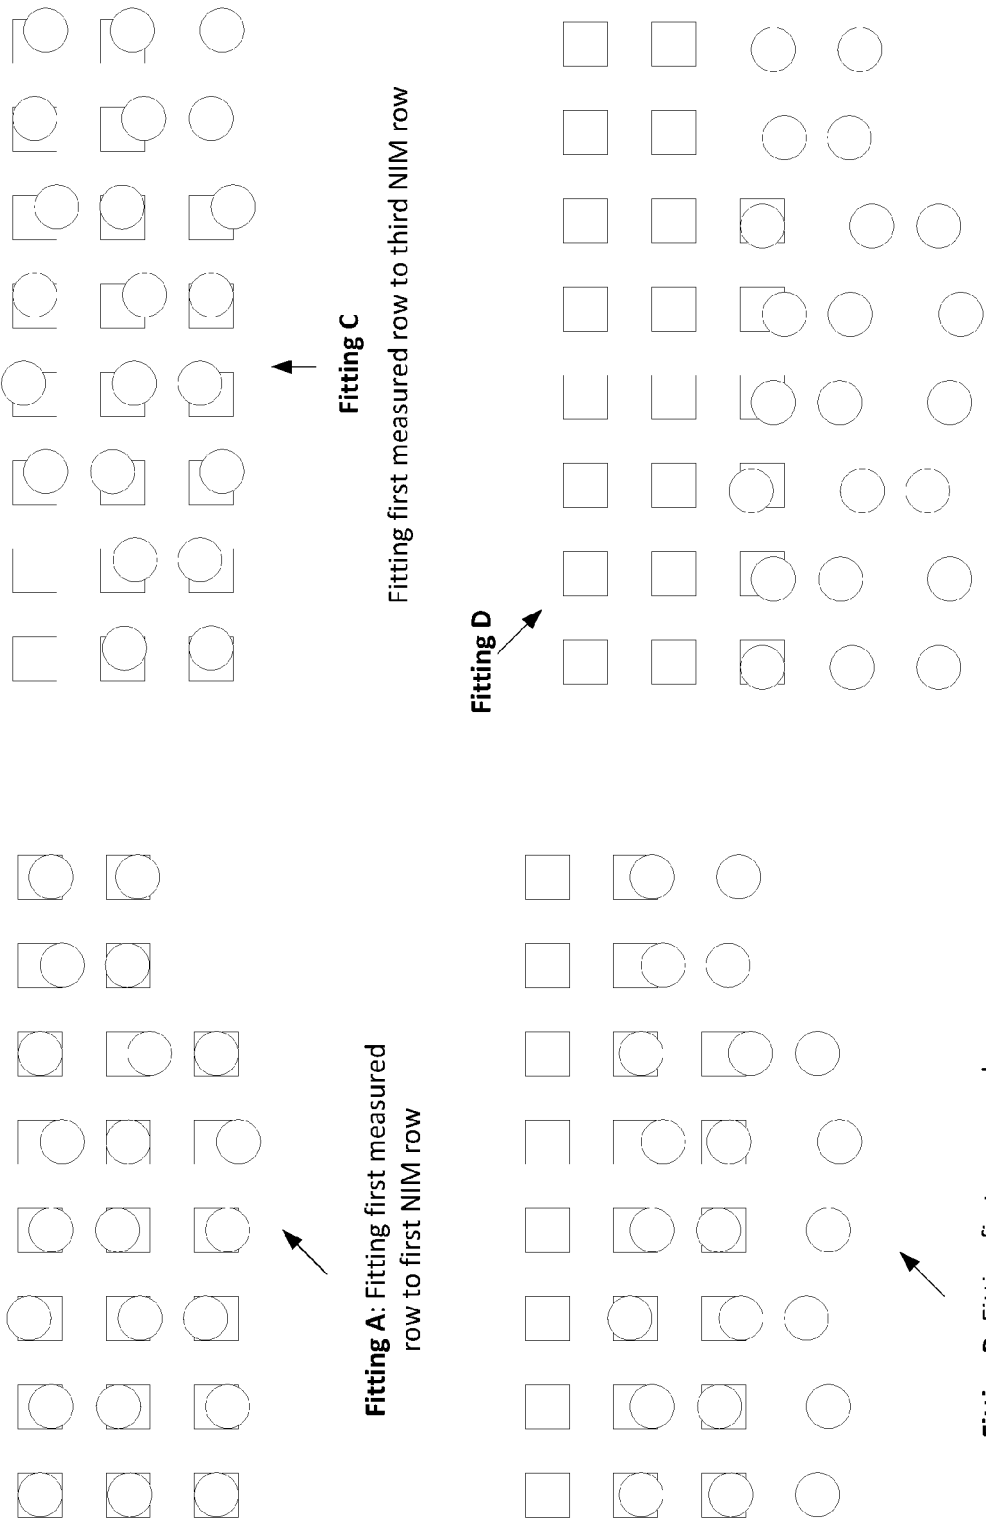 Fitting A: Fitting first measured
row to first NIM row
Fitting C
Fitting first measured row to third NIM row
Fitting D